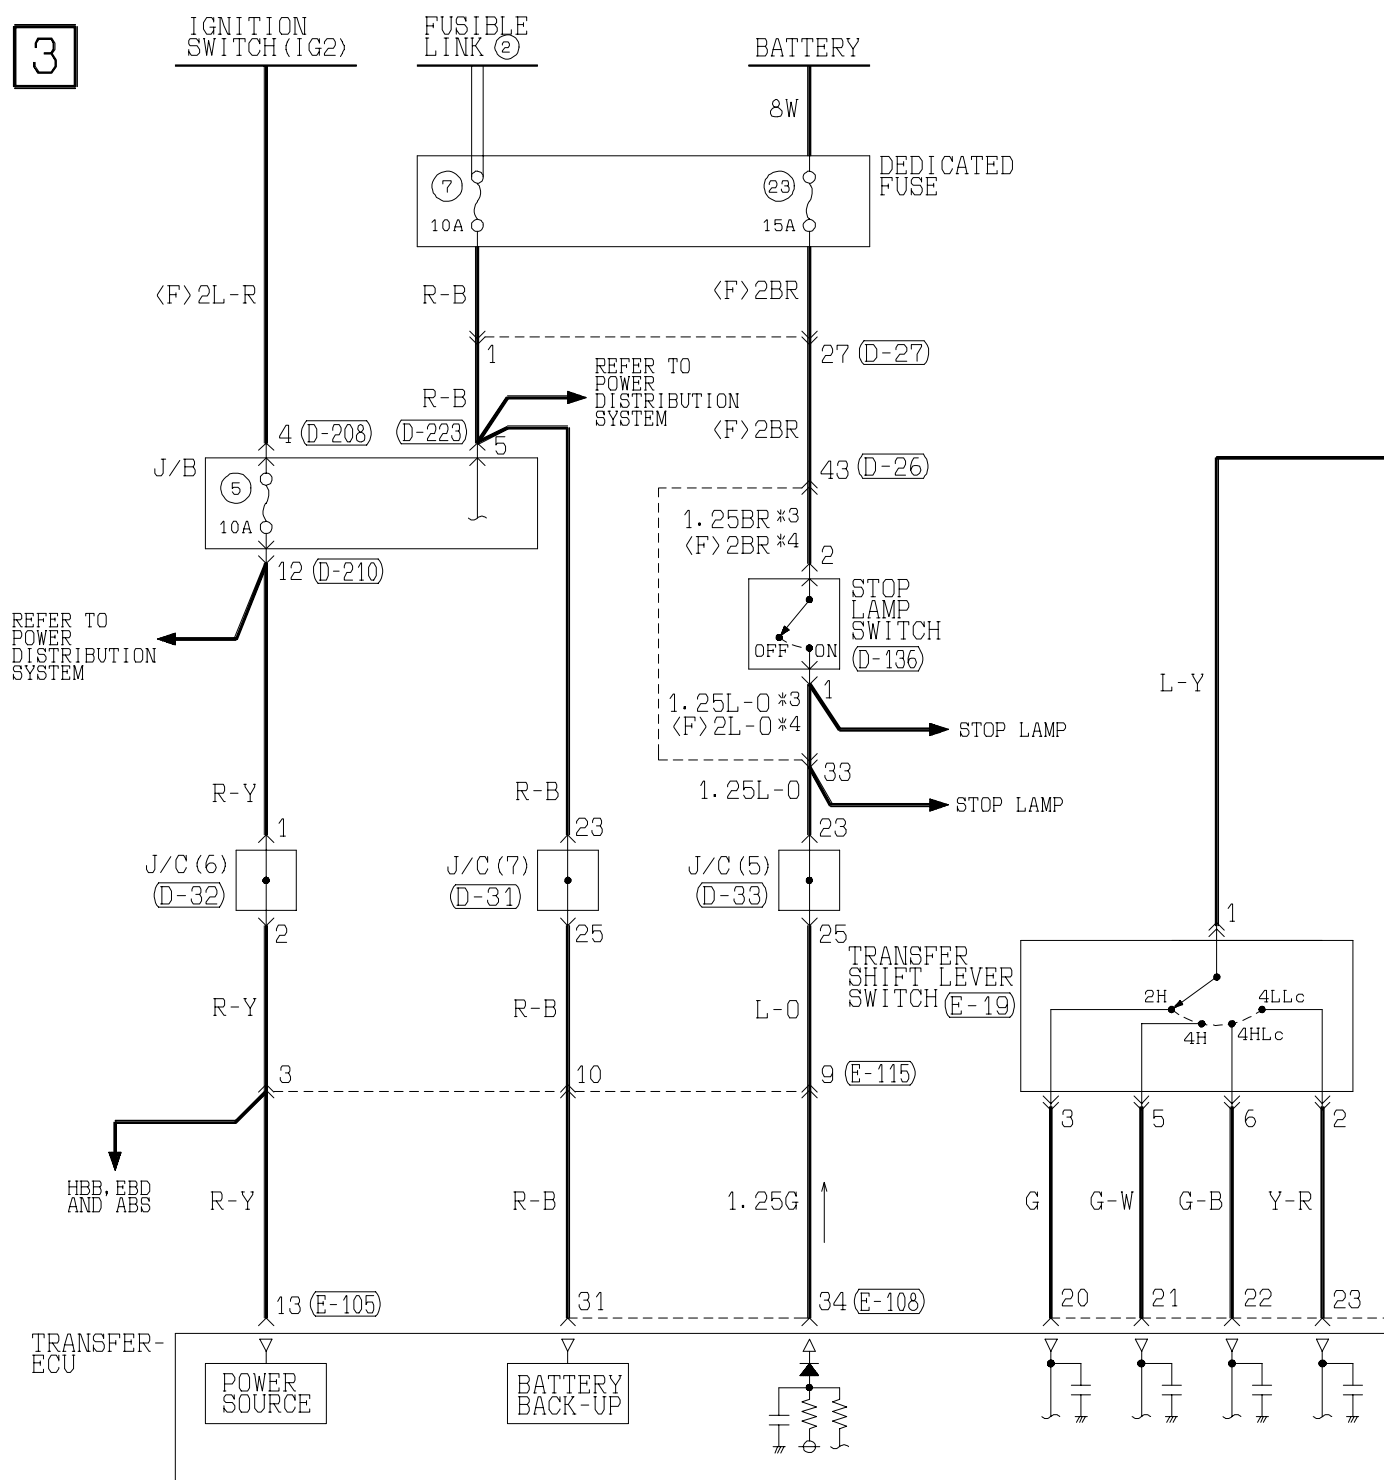 3
IGNITION
SWITCH(IG2)
FUSIBLE
LINK ②
BATTERY
8W
DEDICATED
FUSE
7
10A
23
15A
<F>2L-R
R-B
<F>2BR
1
27 (D-27)
REFER TO
POWER
DISTRIBUTION
SYSTEM
R-B
<F>2BR
4 (D-208)
(D-223) 5
J/B
5
10A
43 (D-26)
1.25BR *3
<F>2BR *4
2
12 (D-210)
STOP
LAMP
SWITCH
(D-136)
OFF ON
REFER TO
POWER
DISTRIBUTION
SYSTEM
1
1.25L-O *3
<F>2L-O *4
STOP LAMP
L-Y
33
1.25L-O
STOP LAMP
R-Y
R-B
1
23
23
J/C(6)
(D-32)
J/C(7)
(D-31)
J/C(5)
(D-33)
2
25
25
1
TRANSFER
SHIFT LEVER
SWITCH (E-19)
2H
4H
4HLc
4LLc
R-Y
R-B
L-O
3
10
9 (E-115)
3
5
6
2
HBB,EBD
AND ABS
R-Y
R-B
1.25G
G
G-W
G-B
Y-R
13 (E-105)
31
34 (E-108)
20
21
22
23
TRANSFER-
ECU
POWER
SOURCE
BATTERY
BACK-UP